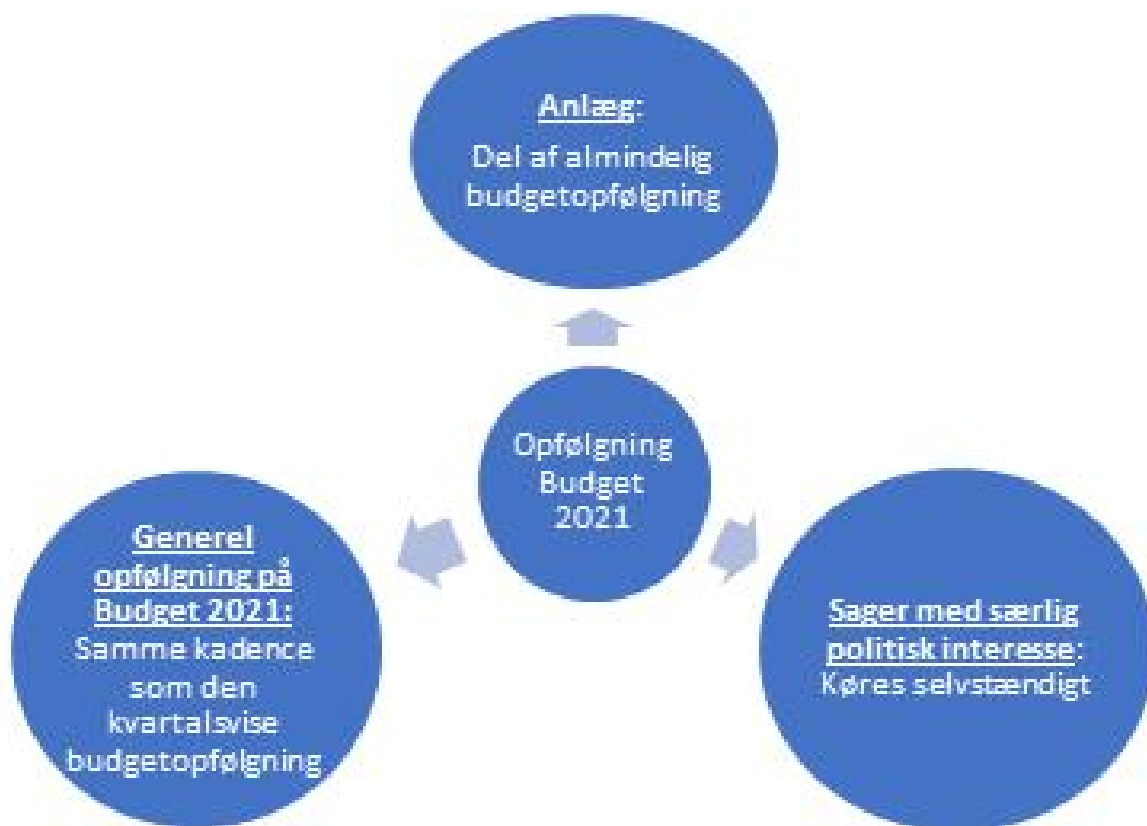 Anlæg:
Del af almindelig
budgetopfølgning
Opfølgning
Budget
2021
Generel
opfølgning på
Budget 2021:
Samme kadence
som den
kvartalsvise
budgetopfølgning
Sager med særlig
politisk interesse:
Køres selvstændigt